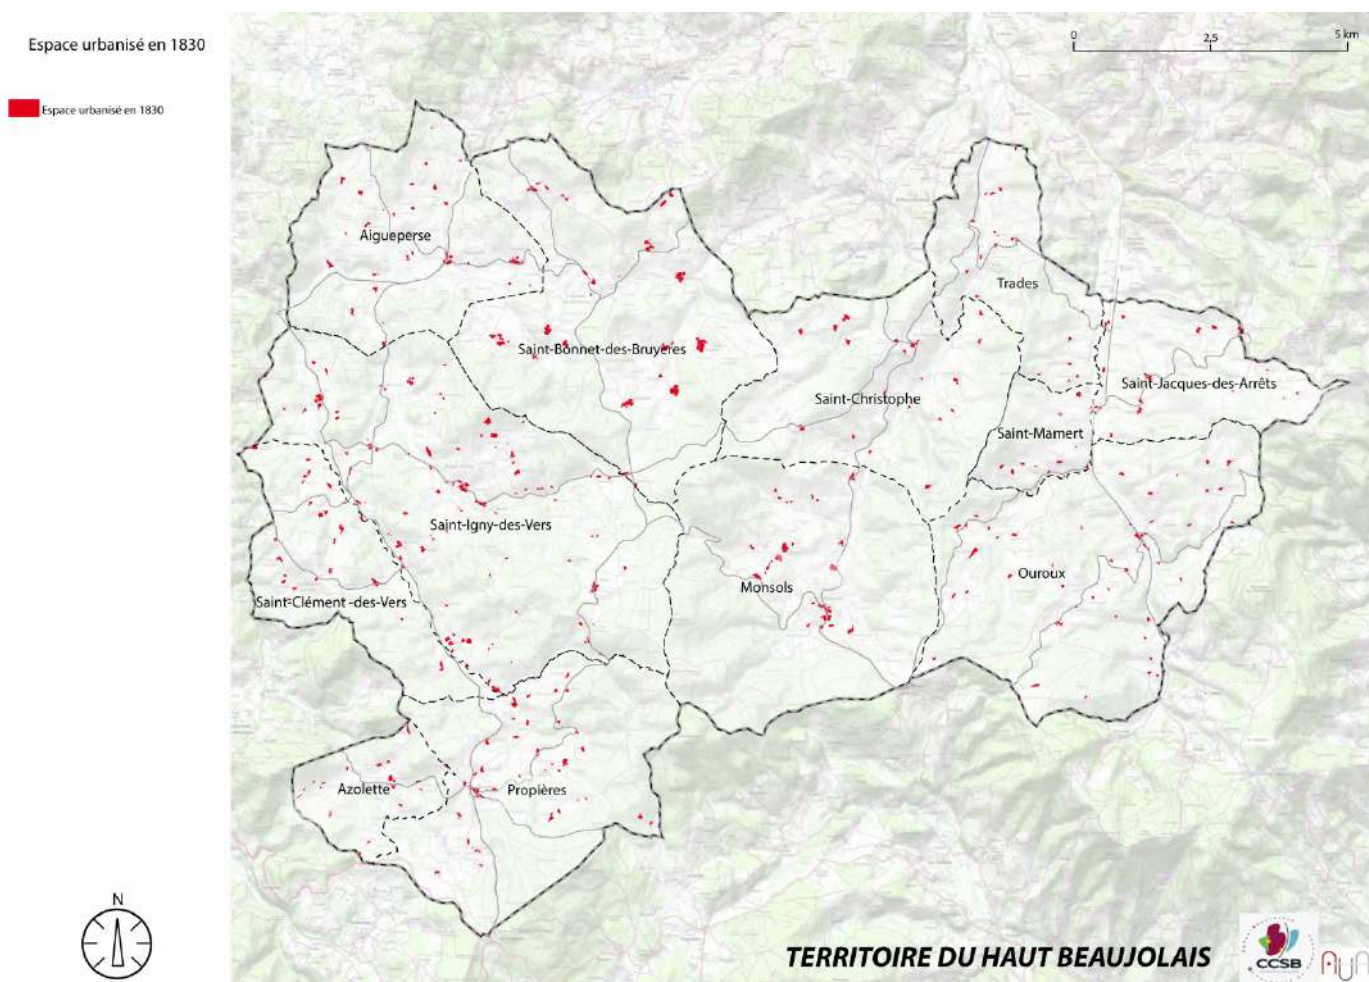 Espace urbanisé en 1830
Espace urbanisé en 1830
0
2,5
5 km
Aigueperse
Trades
Saint-Bonnet-des-Bruyères
Saint-Jacques-des-Arrêts
Saint-Christophe
Saint-Mamert
Saint-Igny-des-Vers
Ouroux
Monsols
Saint-Clément -des-Vers
Azolette
Propières
N
TERRITOIRE DU HAUT BEAUJOLAIS
CCSB